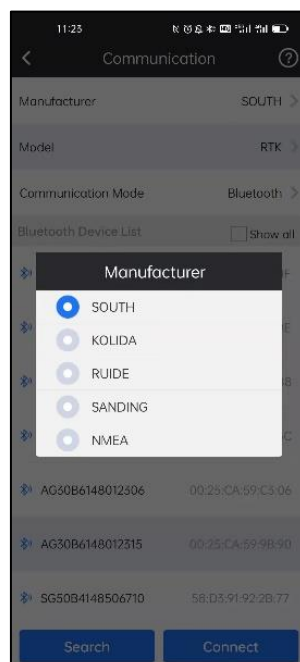 11:23
Communication
Manufacturer SOUTH
Model RTK
Communication Mode Bluetooth
Bluetooth Device List Show all
Manufacturer
SOUTH
KOLIDA
RUIDE
SANDING
NMEA
AG30B6148012306 00:25:CA:59:C3:06
AG30B6148012315 00:25:CA:59:9B:90
SG50B4148506710 58:D3:91:92:2B:77
Search Connect